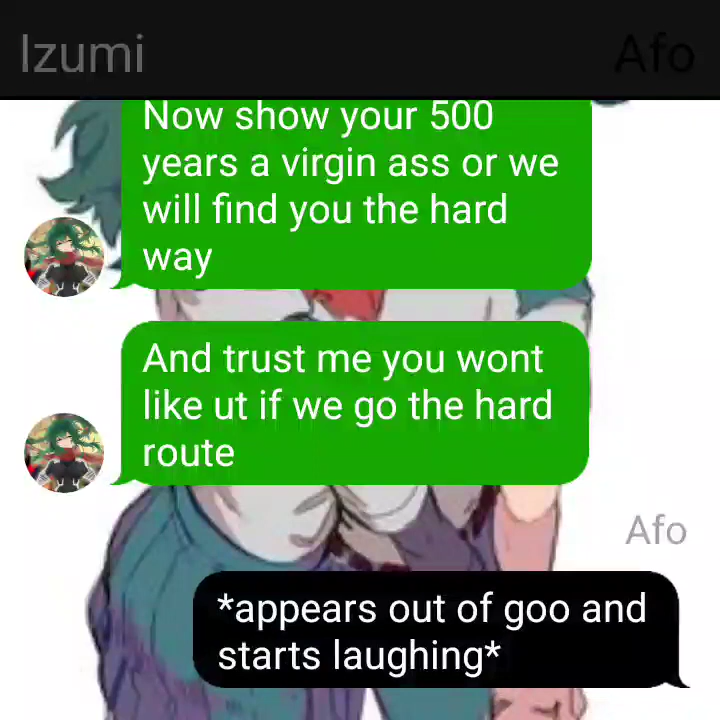 Izumi
Afo
Now show your 500
years a virgin ass or we
will find you the hard
way
And trust me you wont
like ut if we go the hard
route
Afo
*appears out of goo and
starts laughing*